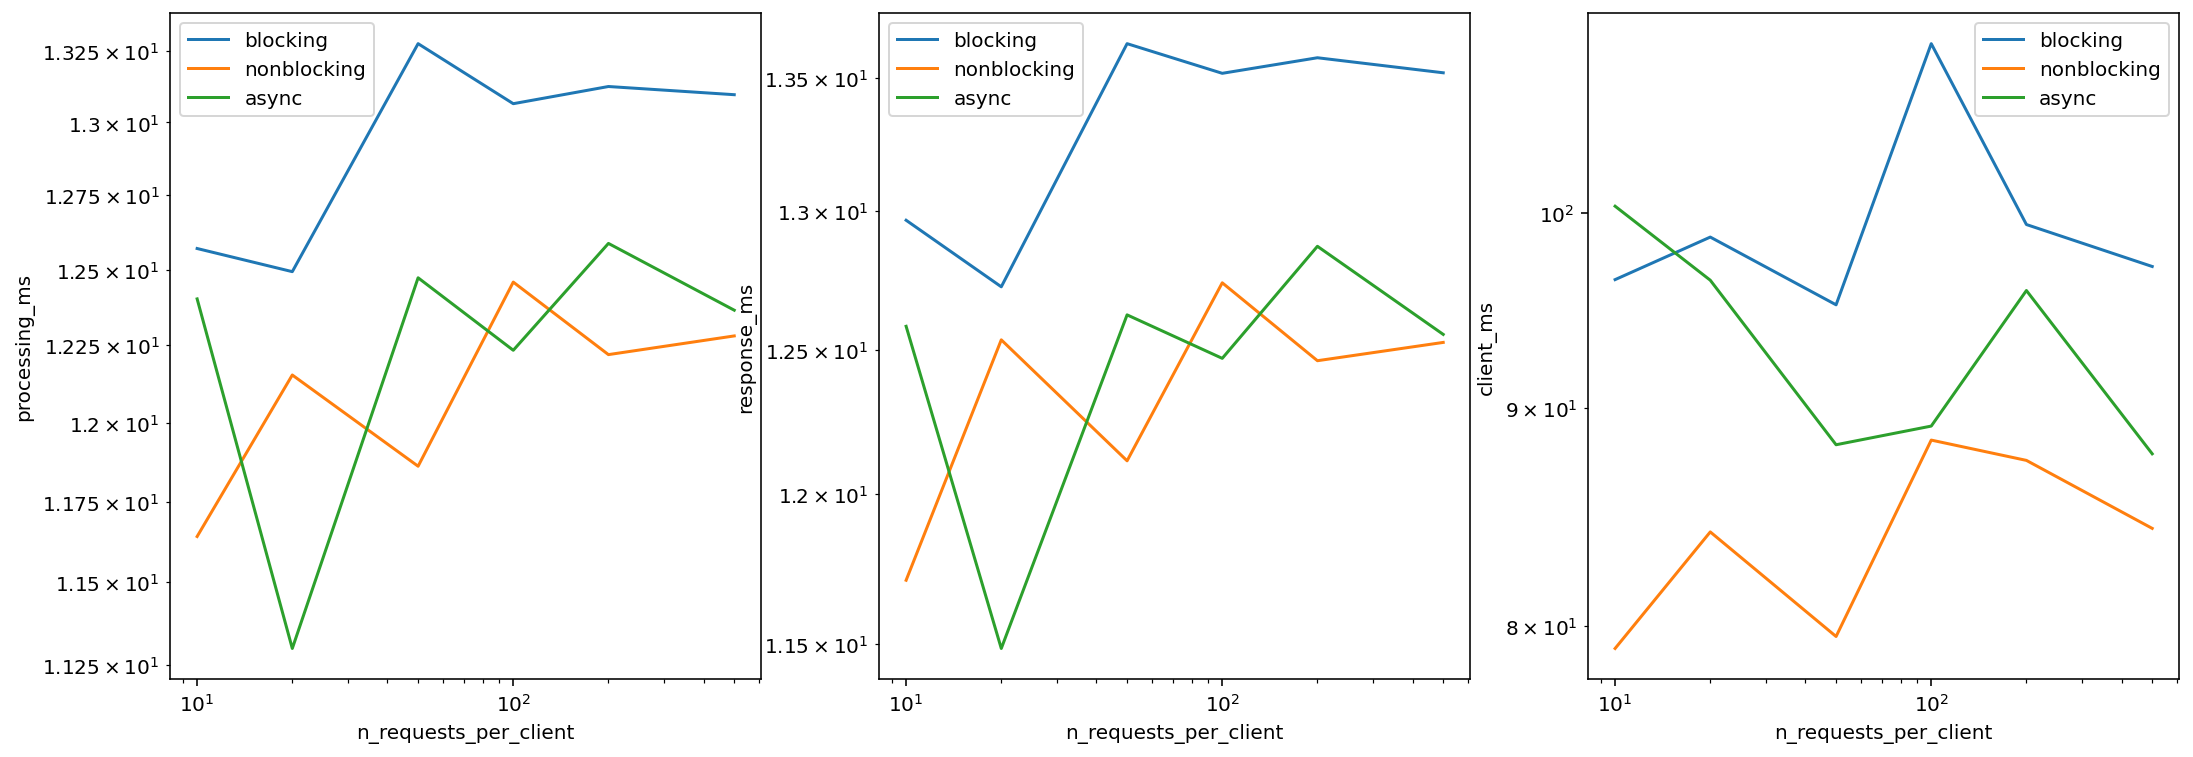 processing_ms
1.325 × 10¹
1.3 × 10¹
1.275 × 10¹
1.25 × 10¹
1.225 × 10¹
1.2 × 10¹
1.175 × 10¹
1.15 × 10¹
1.125 × 10¹
blocking
nonblocking
async
10¹
10²
n_requests_per_client
response_ms
1.35 × 10¹
1.3 × 10¹
1.25 × 10¹
1.2 × 10¹
1.15 × 10¹
blocking
nonblocking
async
10¹
10²
n_requests_per_client
client_ms
10²
9 × 10¹
8 × 10¹
blocking
nonblocking
async
10¹
10²
n_requests_per_client